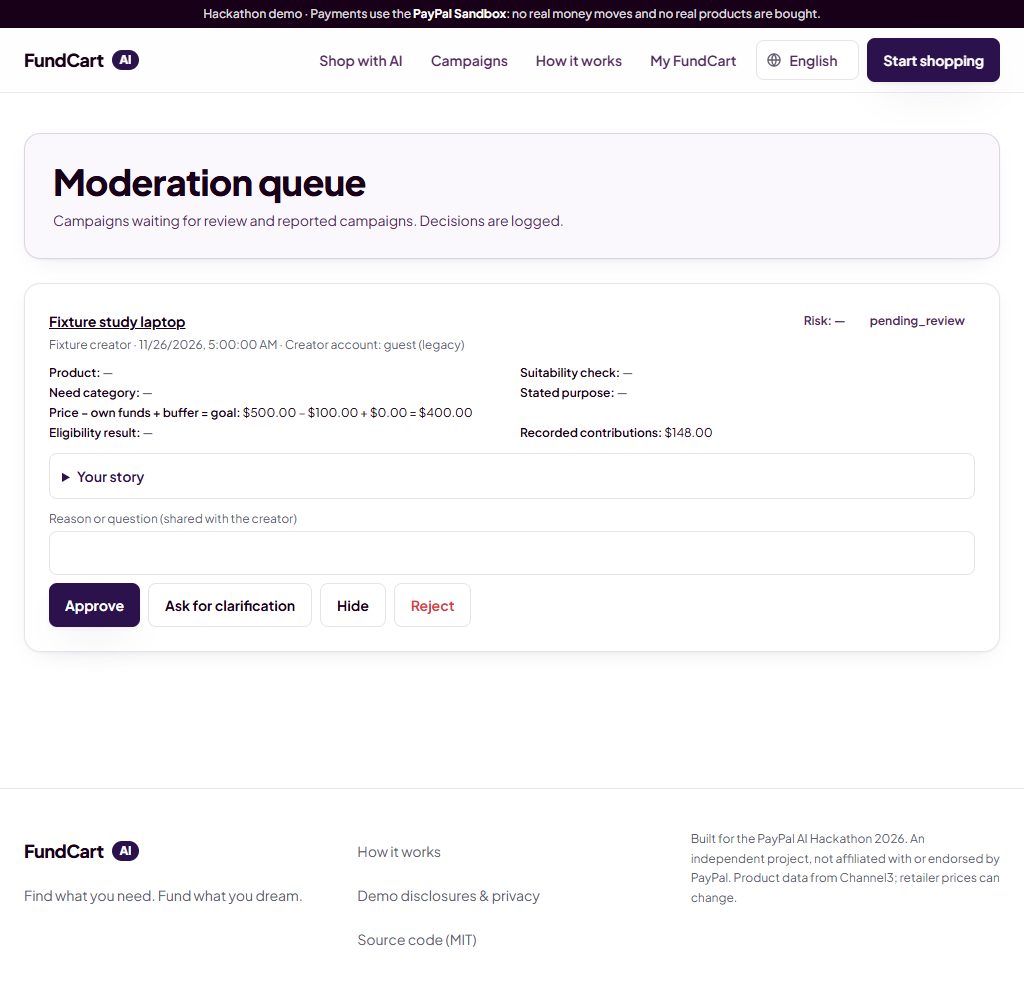 Hackathon demo · Payments use the PayPal Sandbox: no real money moves and no real products are bought.
FundCart AI
Shop with AI
Campaigns
How it works
My FundCart
English
Start shopping
Moderation queue
Campaigns waiting for review and reported campaigns. Decisions are logged.
Fixture study laptop
Risk: —
pending_review
Fixture creator · 11/26/2026, 5:00:00 AM · Creator account: guest (legacy)
Product: —
Suitability check: —
Need category: —
Stated purpose: —
Price − own funds + buffer = goal: $500.00 − $100.00 + $0.00 = $400.00
Eligibility result: —
Recorded contributions: $148.00
▶ Your story
Reason or question (shared with the creator)
Approve
Ask for clarification
Hide
Reject
FundCart AI
Find what you need. Fund what you dream.
How it works
Demo disclosures & privacy
Source code (MIT)
Built for the PayPal AI Hackathon 2026. An
independent project, not affiliated with or endorsed by
PayPal. Product data from Channel3; retailer prices can
change.